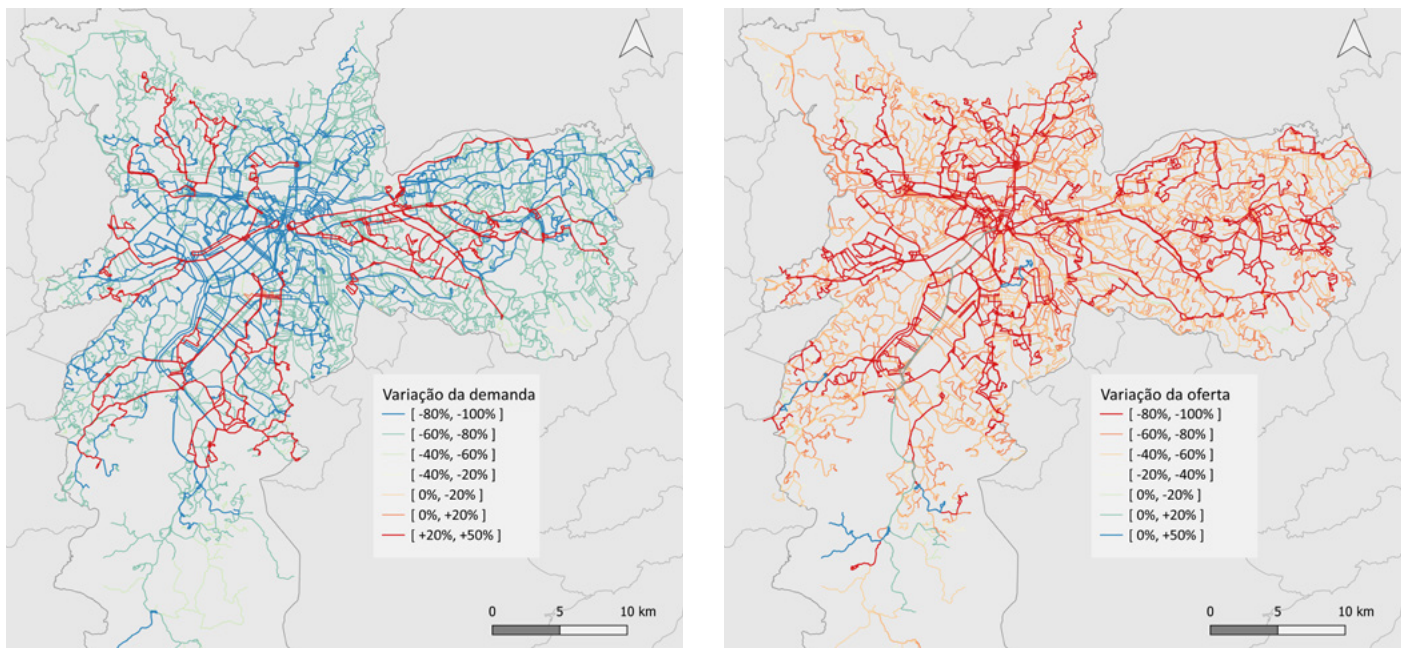 Variação da demanda
[ -80%, -100% ]
[ -60%, -80% ]
[ -40%, -60% ]
[ -40%, -20% ]
[ 0%, -20% ]
[ 0%, +20% ]
[ +20%, +50% ]
0 5 10 km
Variação da oferta
[ -80%, -100% ]
[ -60%, -80% ]
[ -40%, -60% ]
[ -20%, -40% ]
[ 0%, -20% ]
[ 0%, +20% ]
[ 0%, +50% ]
0 5 10 km